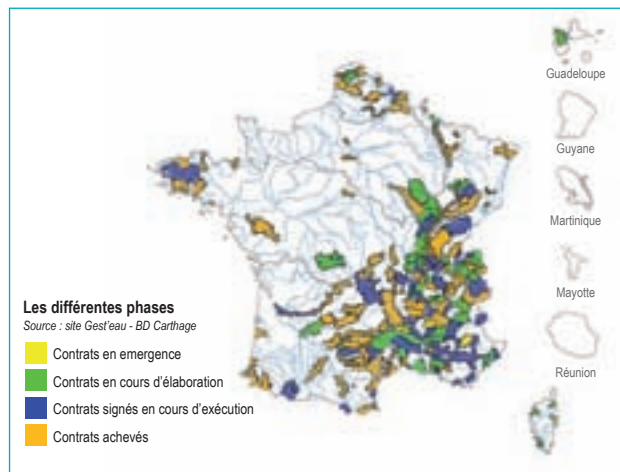 Guadeloupe
Guyane
Martinique
Mayotte
Réunion
Les différentes phases
Source : site Gest'eau - BD Carthage
Contrats en emergence
Contrats en cours d'élaboration
Contrats signés en cours d'exécution
Contrats achevés